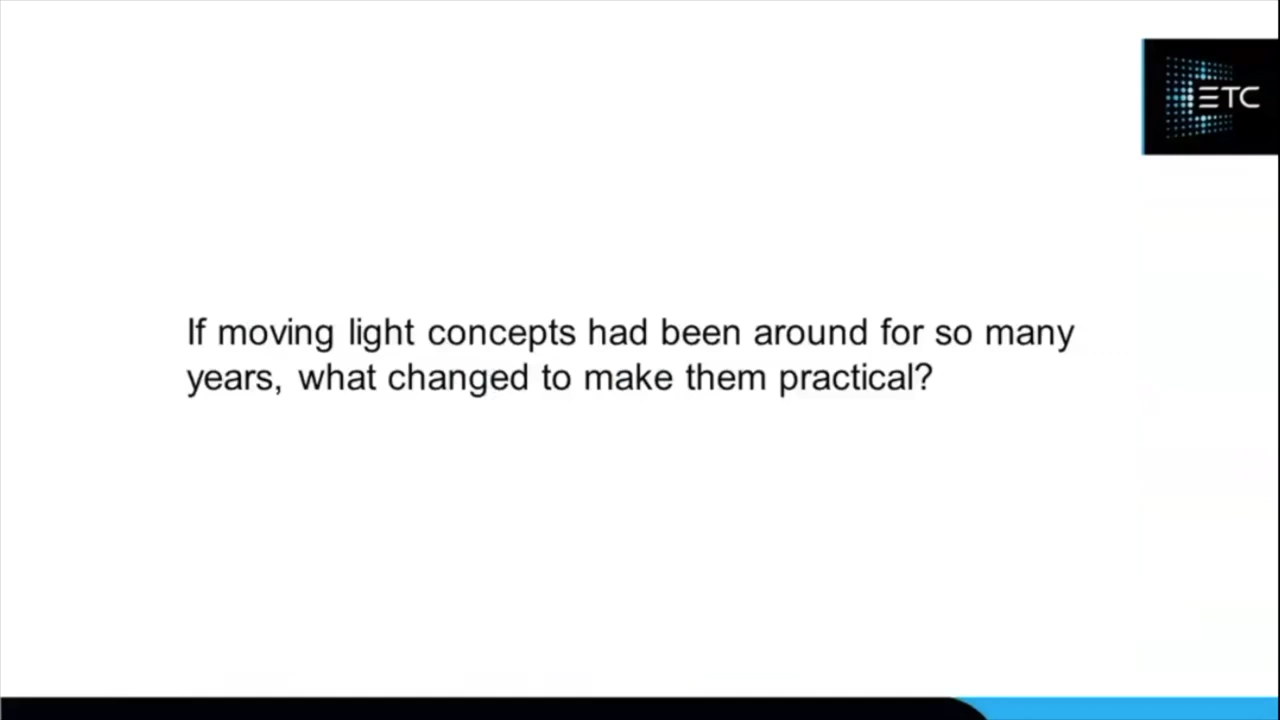 ETC
If moving light concepts had been around for so many
years, what changed to make them practical?